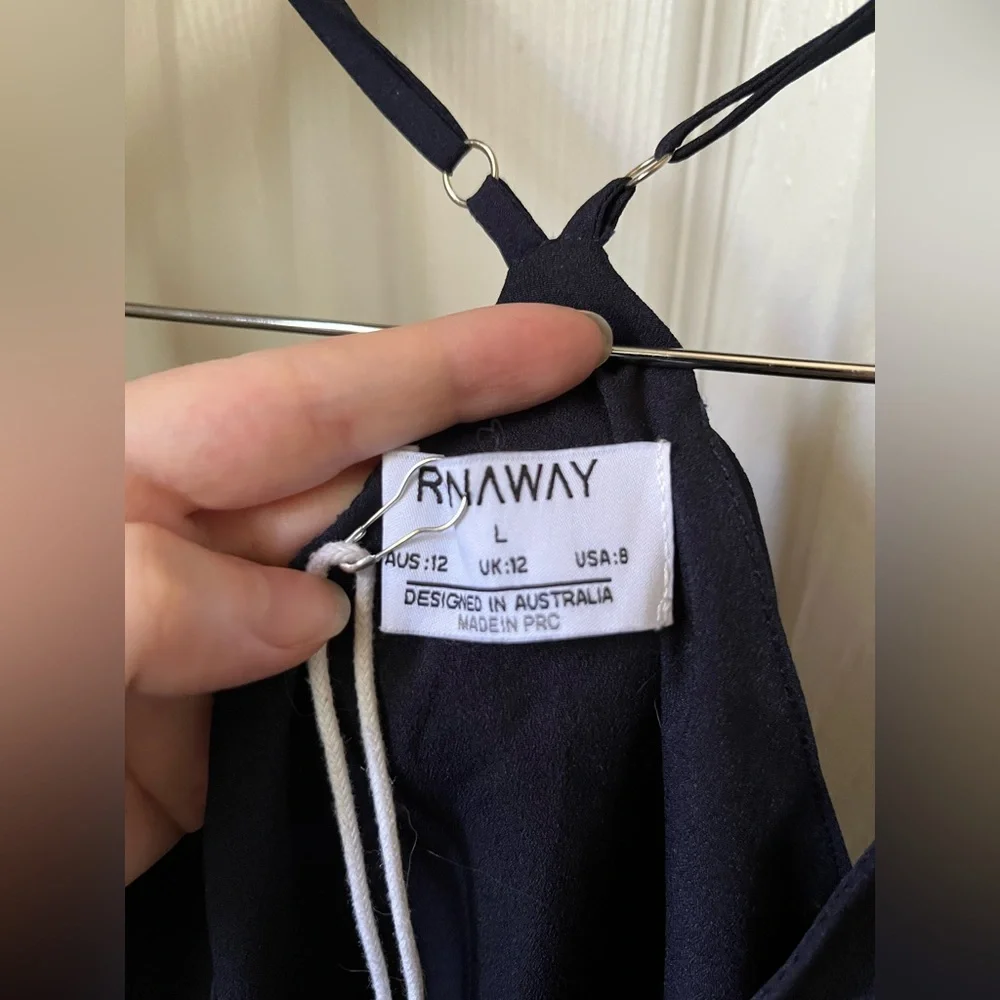 RNAWAY
L
AUS:12 UK:12 USA:8
DESIGNED IN AUSTRALIA
MADE IN PRC